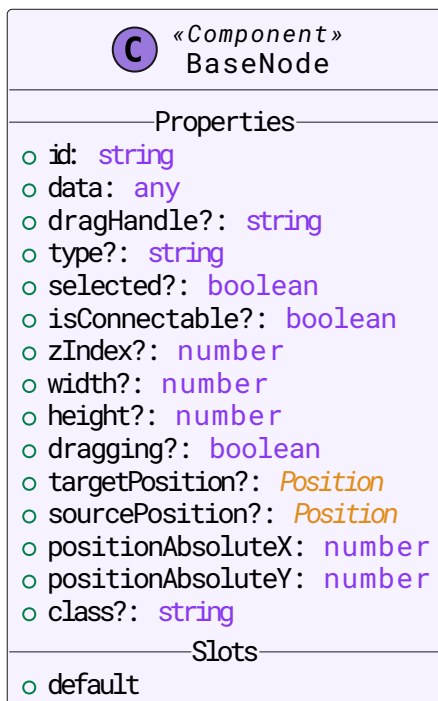 C
«Component»
BaseNode
Properties
id: string
data: any
dragHandle?: string
type?: string
selected?: boolean
isConnectable?: boolean
zIndex?: number
width?: number
height?: number
dragging?: boolean
targetPosition?: Position
sourcePosition?: Position
positionAbsoluteX: number
positionAbsoluteY: number
class?: string
Slots
default